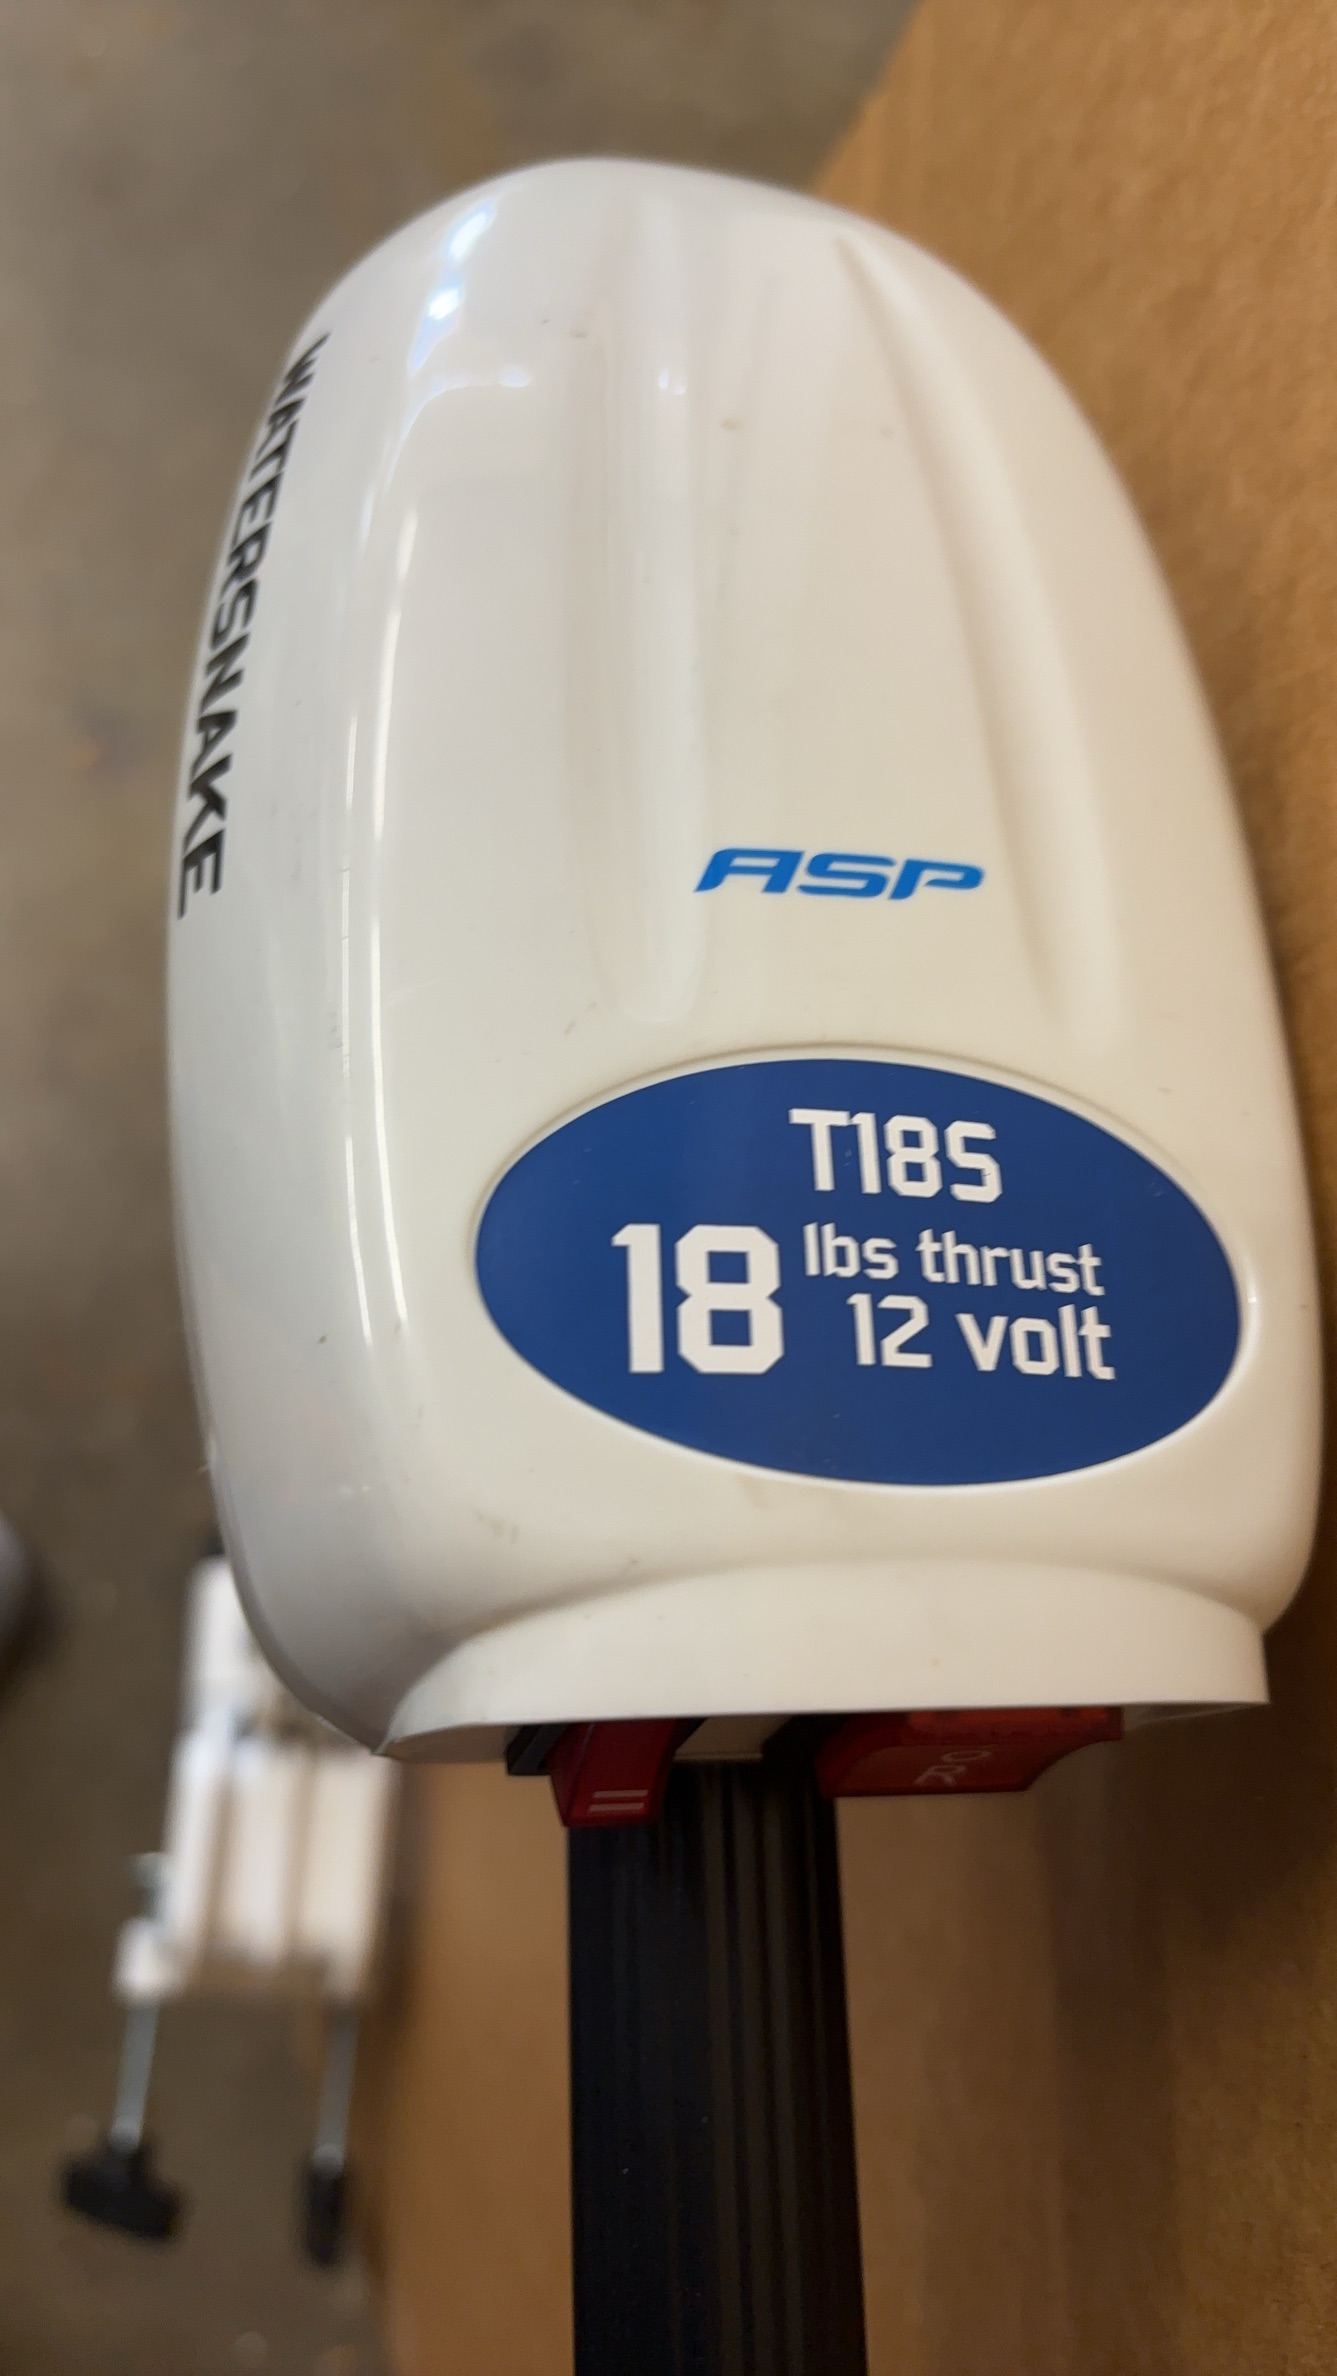 WATERSNAKE
ASP
T18S
18 lbs thrust
12 volt
R